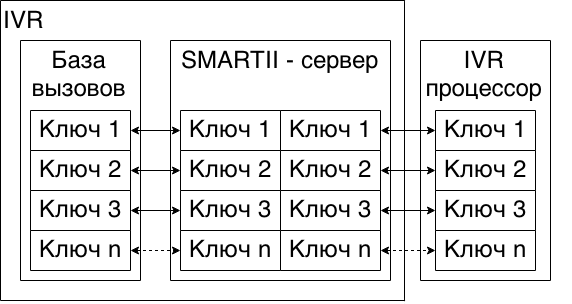 IVR
База
вызовов
Ключ 1
Ключ 2
Ключ 3
Ключ n
SMARTII - сервер
Ключ 1 Ключ 1
Ключ 2 Ключ 2
Ключ 3 Ключ 3
Ключ n Ключ n
IVR
процессор
Ключ 1
Ключ 2
Ключ 3
Ключ n